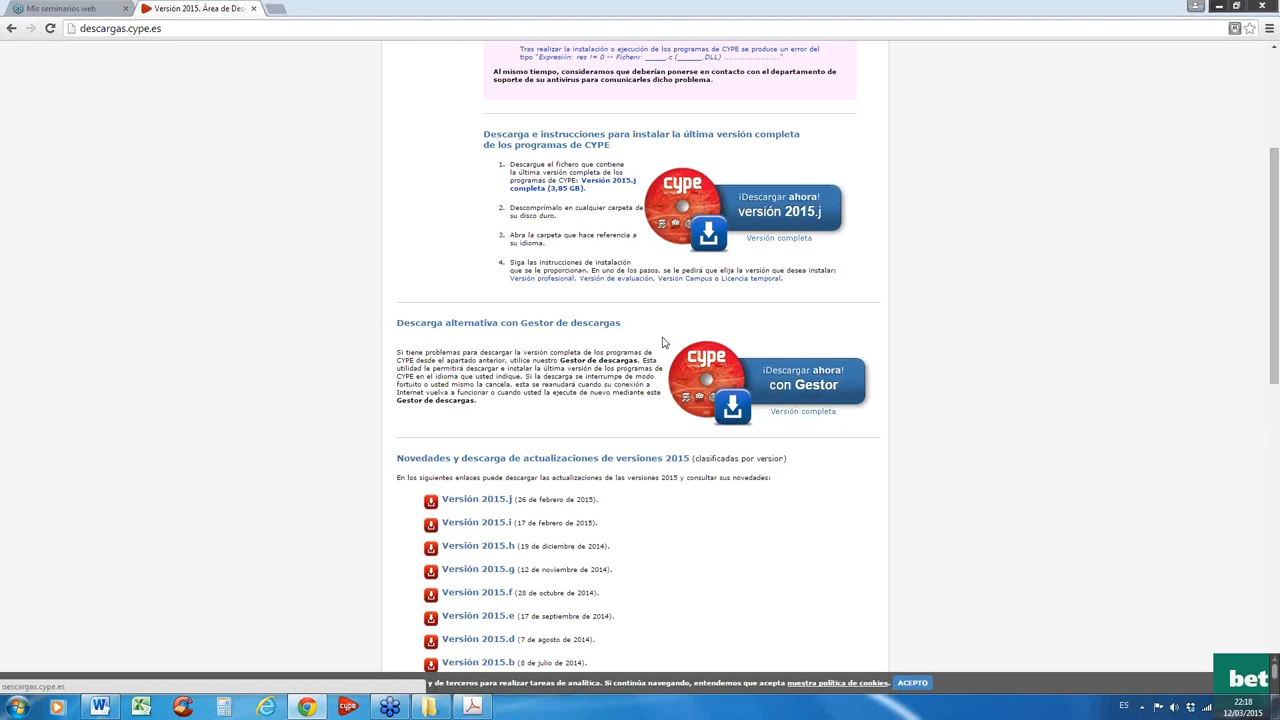 Mis seminarios web
Versión 2015. Área de Des
descargas.cype.es
Tras realizar la instalación o ejecución de los programas de CYPE se produce un error del
tipo "Expresión: res != 0 -- Fichero: _____.c (______.DLL) ....................."
Al mismo tiempo, consideramos que deberían ponerse en contacto con el departamento de
soporte de su antivirus para comunicarles dicho problema.
Descarga e instrucciones para instalar la última versión completa
de los programas de CYPE
1. Descargue el fichero que contiene
la última versión completa de los
programas de CYPE: Versión 2015.j
completa (3,85 GB).
2. Descomprímalo en cualquier carpeta de
su disco duro.
3. Abra la carpeta que hace referencia a
su idioma.
4. Siga las instrucciones de instalación
que se le proporcionan. En uno de los pasos, se le pedirá que elija la versión que desea instalar:
Versión profesional, Versión de evaluación, Versión Campus o Licencia temporal.
cype
¡Descargar ahora!
versión 2015.j
Versión completa
Descarga alternativa con Gestor de descargas
Si tiene problemas para descargar la versión completa de los programas de
CYPE desde el apartado anterior, utilice nuestro Gestor de descargas. Esta
utilidad le permitirá descargar e instalar la última versión de los programas de
CYPE en el idioma que usted indique. Si la descarga se interrumpe de modo
fortuito o usted mismo la cancela, esta se reanudará cuando su conexión a
Internet vuelva a funcionar o cuando usted la ejecute de nuevo mediante este
Gestor de descargas.
cype
¡Descargar ahora!
con Gestor
Versión completa
Novedades y descarga de actualizaciones de versiones 2015 (clasificadas por versión)
En los siguientes enlaces puede descargar las actualizaciones de las versiones 2015 y consultar sus novedades:
Versión 2015.j (26 de febrero de 2015).
Versión 2015.i (17 de febrero de 2015).
Versión 2015.h (19 de diciembre de 2014).
Versión 2015.g (12 de noviembre de 2014).
Versión 2015.f (28 de octubre de 2014).
Versión 2015.e (17 de septiembre de 2014).
Versión 2015.d (7 de agosto de 2014).
Versión 2015.b (8 de julio de 2014).
descargas.cype.es
y de terceros para realizar tareas de analítica. Si continúa navegando, entendemos que acepta nuestra política de cookies. ACEPTO
bet
cype
ES
22:18
12/03/2015